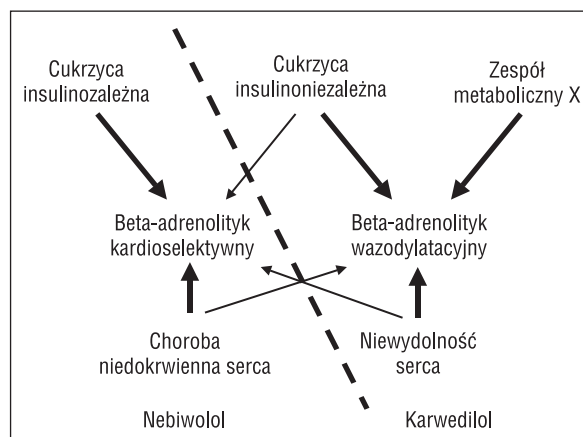 Cukrzyca
insulinozależna
Cukrzyca
insulinoniezależna
Zespół
metaboliczny X
Beta-adrenolityk
kardioselektywny
Beta-adrenolityk
wazodylatacyjny
Choroba
niedokrwienna serca
Niewydolność
serca
Nebiwolol
Karwedilol